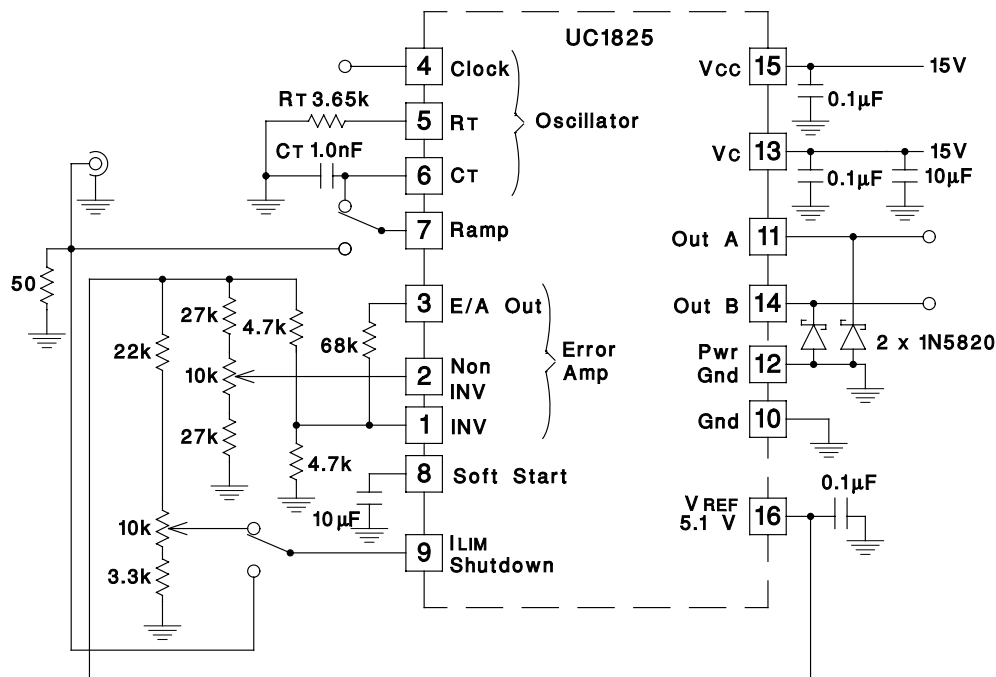 UC1825
4 Clock
RT 3.65k
5 RT
Oscillator
CT 1.0nF
6 CT
7 Ramp
50
3 E/A Out
27k
4.7k
22k
68k
10k
2 Non
INV
Error
Amp
27k
1 INV
4.7k
8 Soft Start
10μF
10k
9 ILIM
Shutdown
3.3k
Vcc 15
15V
0.1μF
Vc 13
15V
0.1μF
10μF
Out A 11
Out B 14
2 x 1N5820
Pwr
Gnd 12
Gnd 10
0.1μF
VREF
5.1 V 16